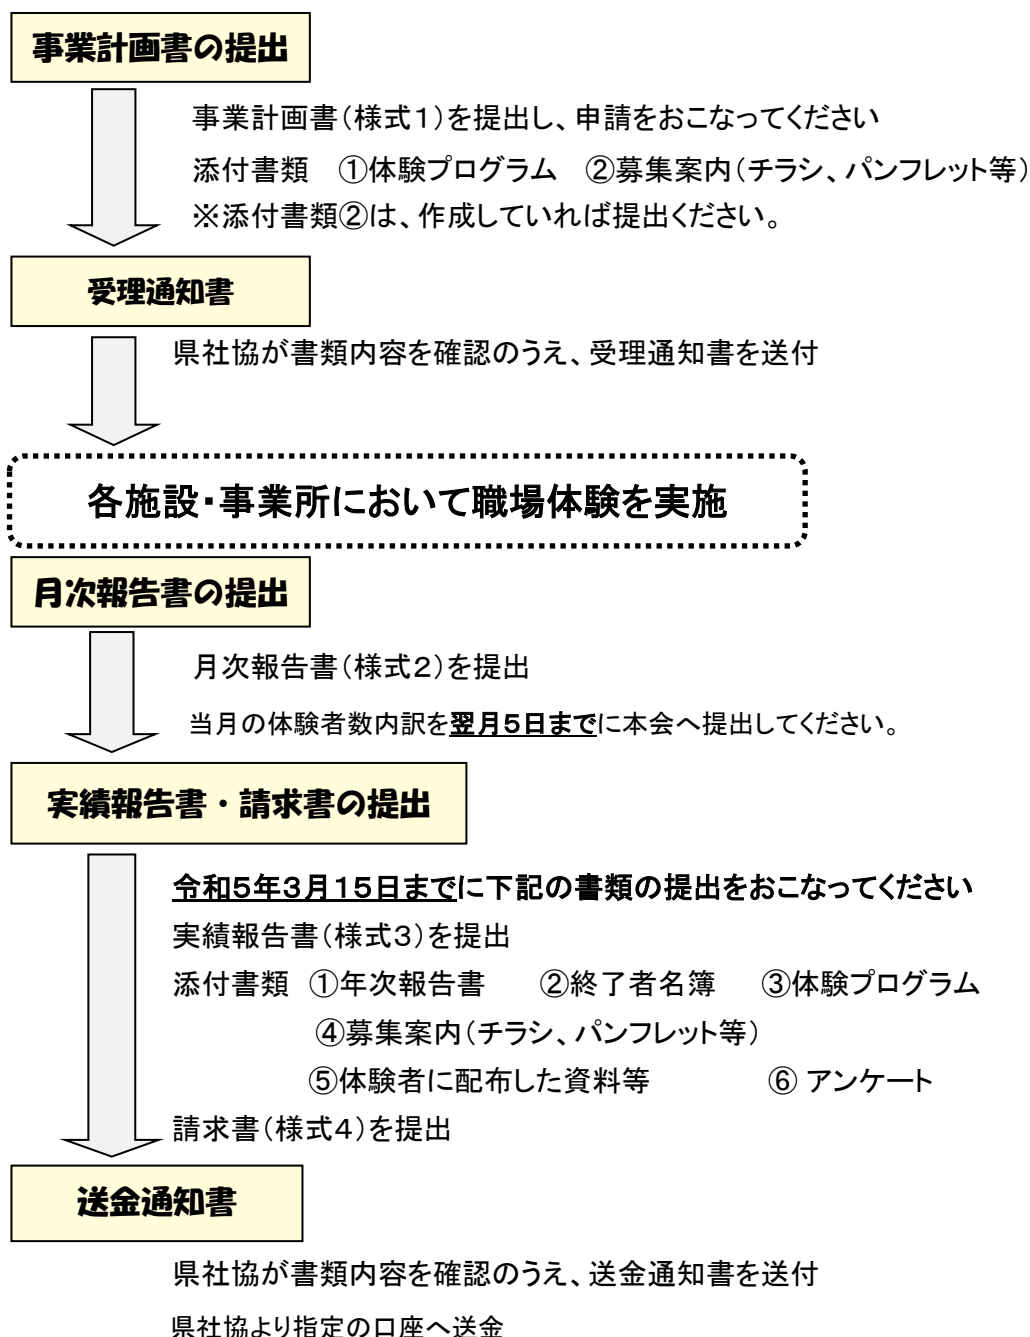 事業計画書の提出
事業計画書(様式1)を提出し、申請をおこなってください
添付書類　①体験プログラム　②募集案内(チラシ、パンフレット等)
※添付書類②は、作成していれば提出ください。
受理通知書
県社協が書類内容を確認のうえ、受理通知書を送付
各施設・事業所において職場体験を実施
月次報告書の提出
月次報告書(様式2)を提出
当月の体験者数内訳を翌月5日までに本会へ提出してください。
実績報告書・請求書の提出
令和5年3月15日までに下記の書類の提出をおこなってください
実績報告書(様式3)を提出
添付書類　①年次報告書　②終了者名簿　③体験プログラム
④募集案内(チラシ、パンフレット等)
⑤体験者に配布した資料等　⑥ アンケート
請求書(様式4)を提出
送金通知書
県社協が書類内容を確認のうえ、送金通知書を送付
県社協より指定の口座へ送金